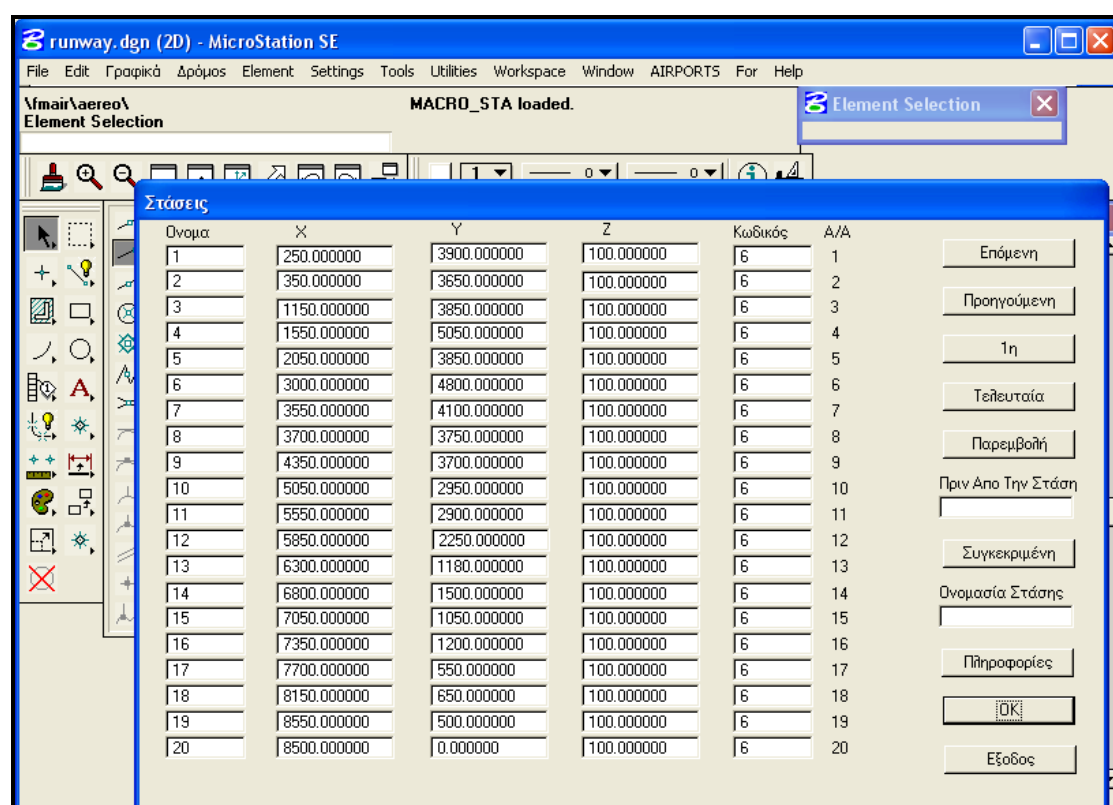 runway.dgn (2D) - MicroStation SE
File Edit Γραφικά Δρόμος Element Settings Tools Utilities Workspace Window AIRPORTS For Help
\fmair\aereo\ MACRO_STA loaded.
Element Selection
Element Selection
1 0 0
Στάσεις
Ονομα X Y Z Κωδικός Α/Α
1 250.000000 3900.000000 100.000000 6 1
Επόμενη
2 350.000000 3650.000000 100.000000 6 2
Προηγούμενη
3 1150.000000 3850.000000 100.000000 6 3
4 1550.000000 5050.000000 100.000000 6 4
1η
5 2050.000000 3850.000000 100.000000 6 5
6 3000.000000 4800.000000 100.000000 6 6
Τελευταία
7 3550.000000 4100.000000 100.000000 6 7
8 3700.000000 3750.000000 100.000000 6 8
Παρεμβολή
9 4350.000000 3700.000000 100.000000 6 9
10 5050.000000 2950.000000 100.000000 6 10
Πριν Απο Την Στάση
11 5550.000000 2900.000000 100.000000 6 11
12 5850.000000 2250.000000 100.000000 6 12
Συγκεκριμένη
13 6300.000000 1180.000000 100.000000 6 13
14 6800.000000 1500.000000 100.000000 6 14
Ονομασία Στάσης
15 7050.000000 1050.000000 100.000000 6 15
16 7350.000000 1200.000000 100.000000 6 16
Πληροφορίες
17 7700.000000 550.000000 100.000000 6 17
18 8150.000000 650.000000 100.000000 6 18
OK
19 8550.000000 500.000000 100.000000 6 19
20 8500.000000 0.000000 100.000000 6 20
Εξοδος